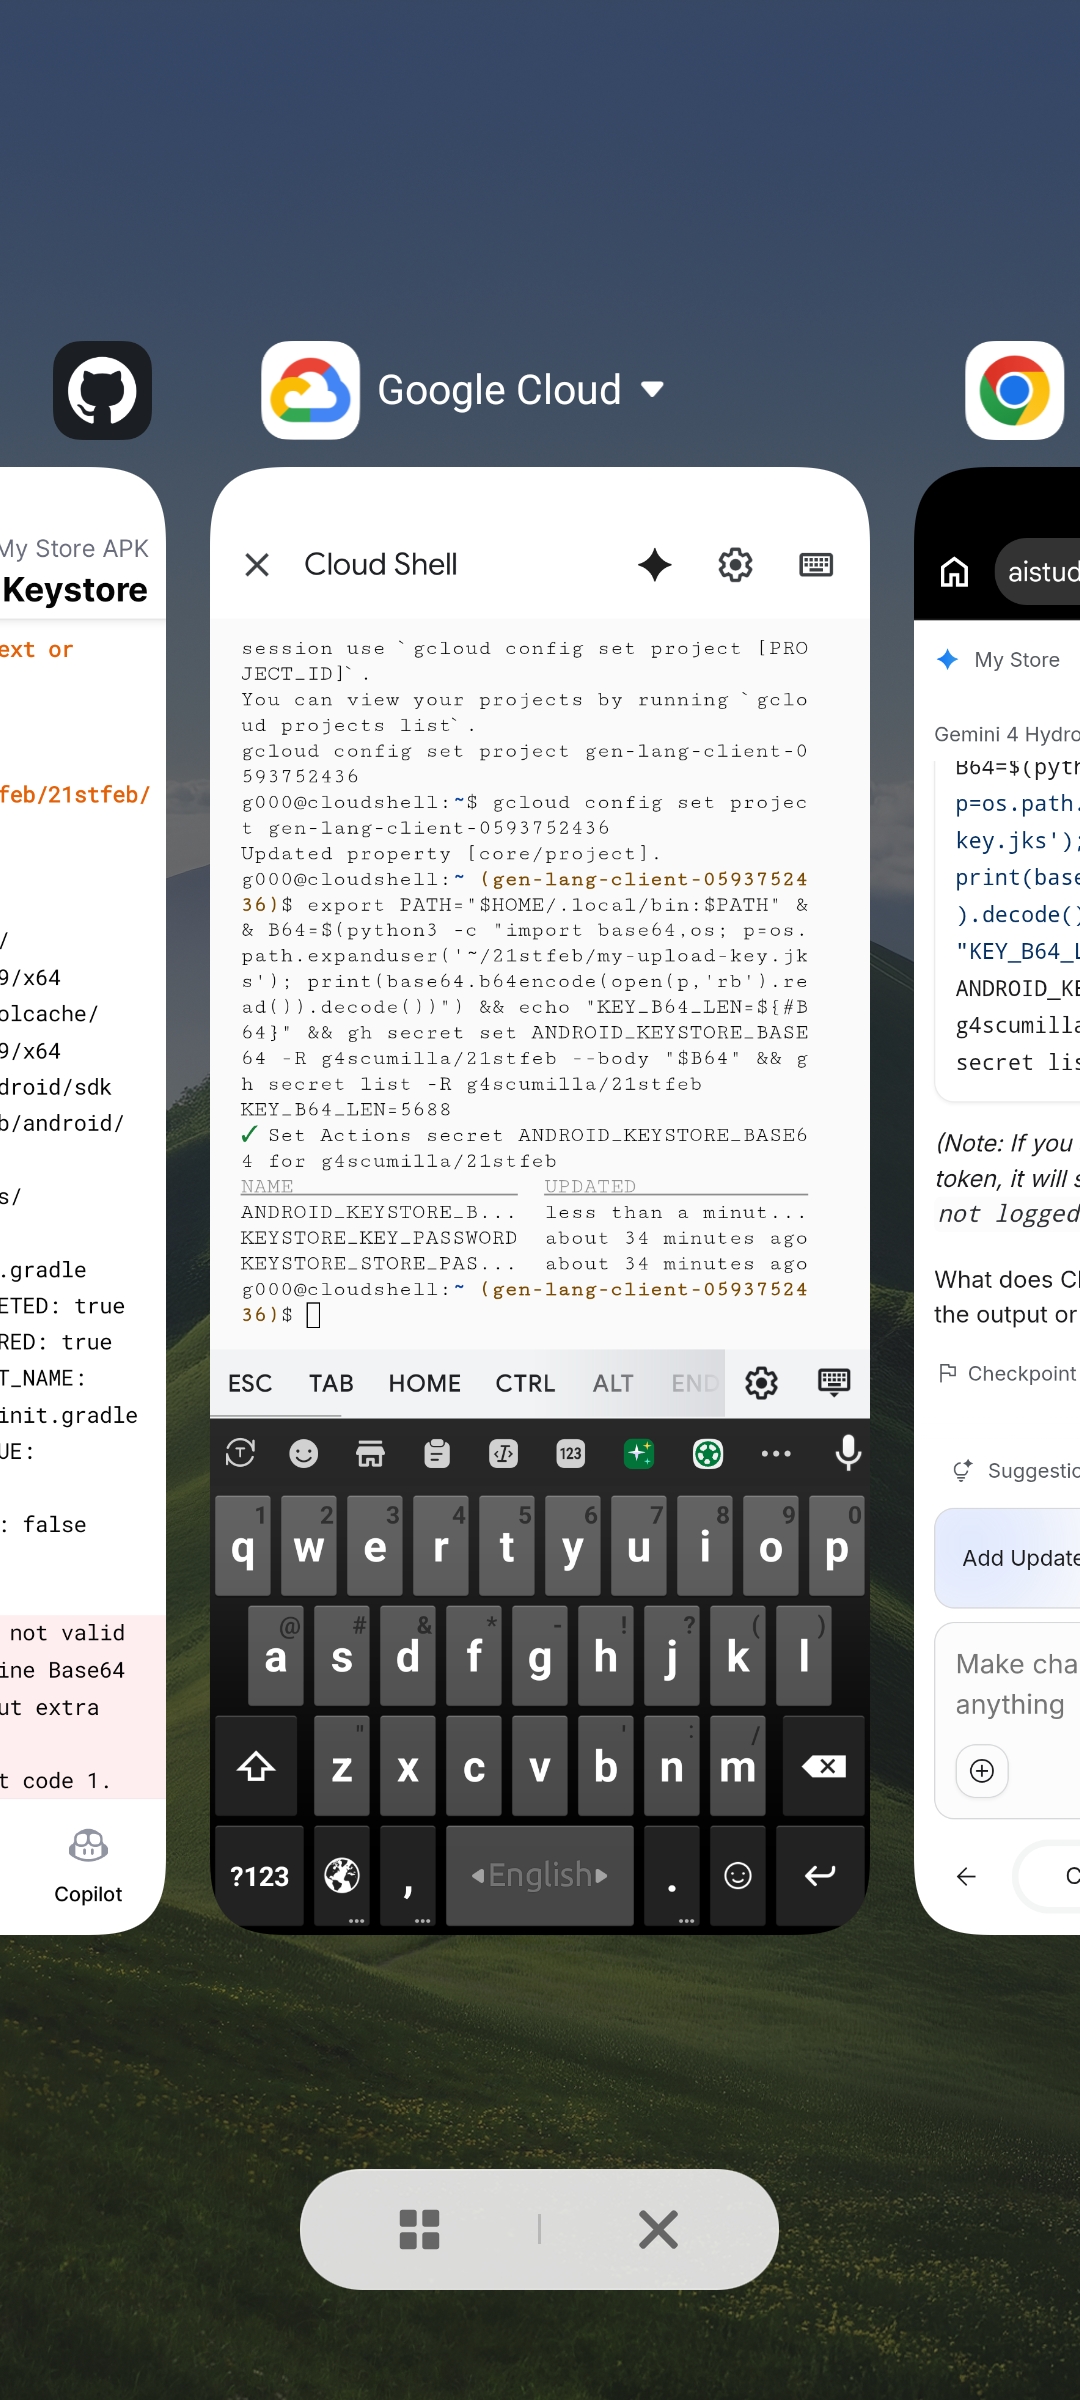 Google Cloud
My Store APK
Keystore
ext or
feb/21stfeb/
/
9/x64
olcache/
9/x64
droid/sdk
b/android/
s/
.gradle
ETED: true
RED: true
T_NAME:
init.gradle
UE:
: false
not valid
ine Base64
ut extra
t code 1.
Copilot
Cloud Shell
session use `gcloud config set project [PRO
JECT_ID]`.
You can view your projects by running `gclo
ud projects list`.
gcloud config set project gen-lang-client-0
593752436
g000@cloudshell:~$ gcloud config set projec
t gen-lang-client-0593752436
Updated property [core/project].
g000@cloudshell:~ (gen-lang-client-05937524
36)$ export PATH="$HOME/.local/bin:$PATH" &
& B64=$(python3 -c "import base64,os; p=os.
path.expanduser('~/21stfeb/my-upload-key.jk
s'); print(base64.b64encode(open(p,'rb').re
ad()).decode())") && echo "KEY_B64_LEN=${#B
64}" && gh secret set ANDROID_KEYSTORE_BASE
64 -R g4scumilla/21stfeb --body "$B64" && g
h secret list -R g4scumilla/21stfeb
KEY_B64_LEN=5688
✓ Set Actions secret ANDROID_KEYSTORE_BASE6
4 for g4scumilla/21stfeb
NAME UPDATED
ANDROID_KEYSTORE_B... less than a minut...
KEYSTORE_KEY_PASSWORD about 34 minutes ago
KEYSTORE_STORE_PAS... about 34 minutes ago
g000@cloudshell:~ (gen-lang-client-05937524
36)$
ESC TAB HOME CTRL ALT END
123
1 2 3 4 5 6 7 8 9 0
q w e r t y u i o p
@ # & * - ! ? ( )
a s d f g h j k l
" ' : /
z x c v b n m
?123 , English .
aistud
My Store
Gemini 4 Hydro
B64=$(pyth
p=os.path.
key.jks');
print(base
).decode()
"KEY_B64_L
ANDROID_KE
g4scumilla
secret lis
(Note: If you
token, it will s
not logged
What does Cl
the output or
Checkpoint
Suggestio
Add Update
Make cha
anything